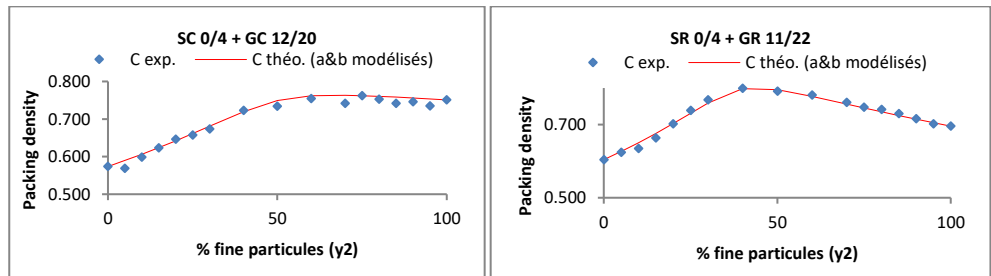 SC 0/4 + GC 12/20
C exp. C théo. (a&b modélisés)
0.800
0.700
0.600
0.500
Packing density
0 50 100
% fine particules (y2)
SR 0/4 + GR 11/22
C exp. C théo. (a&b modélisés)
0.700
0.500
Packing density
0 50 100
% fine particules (y2)